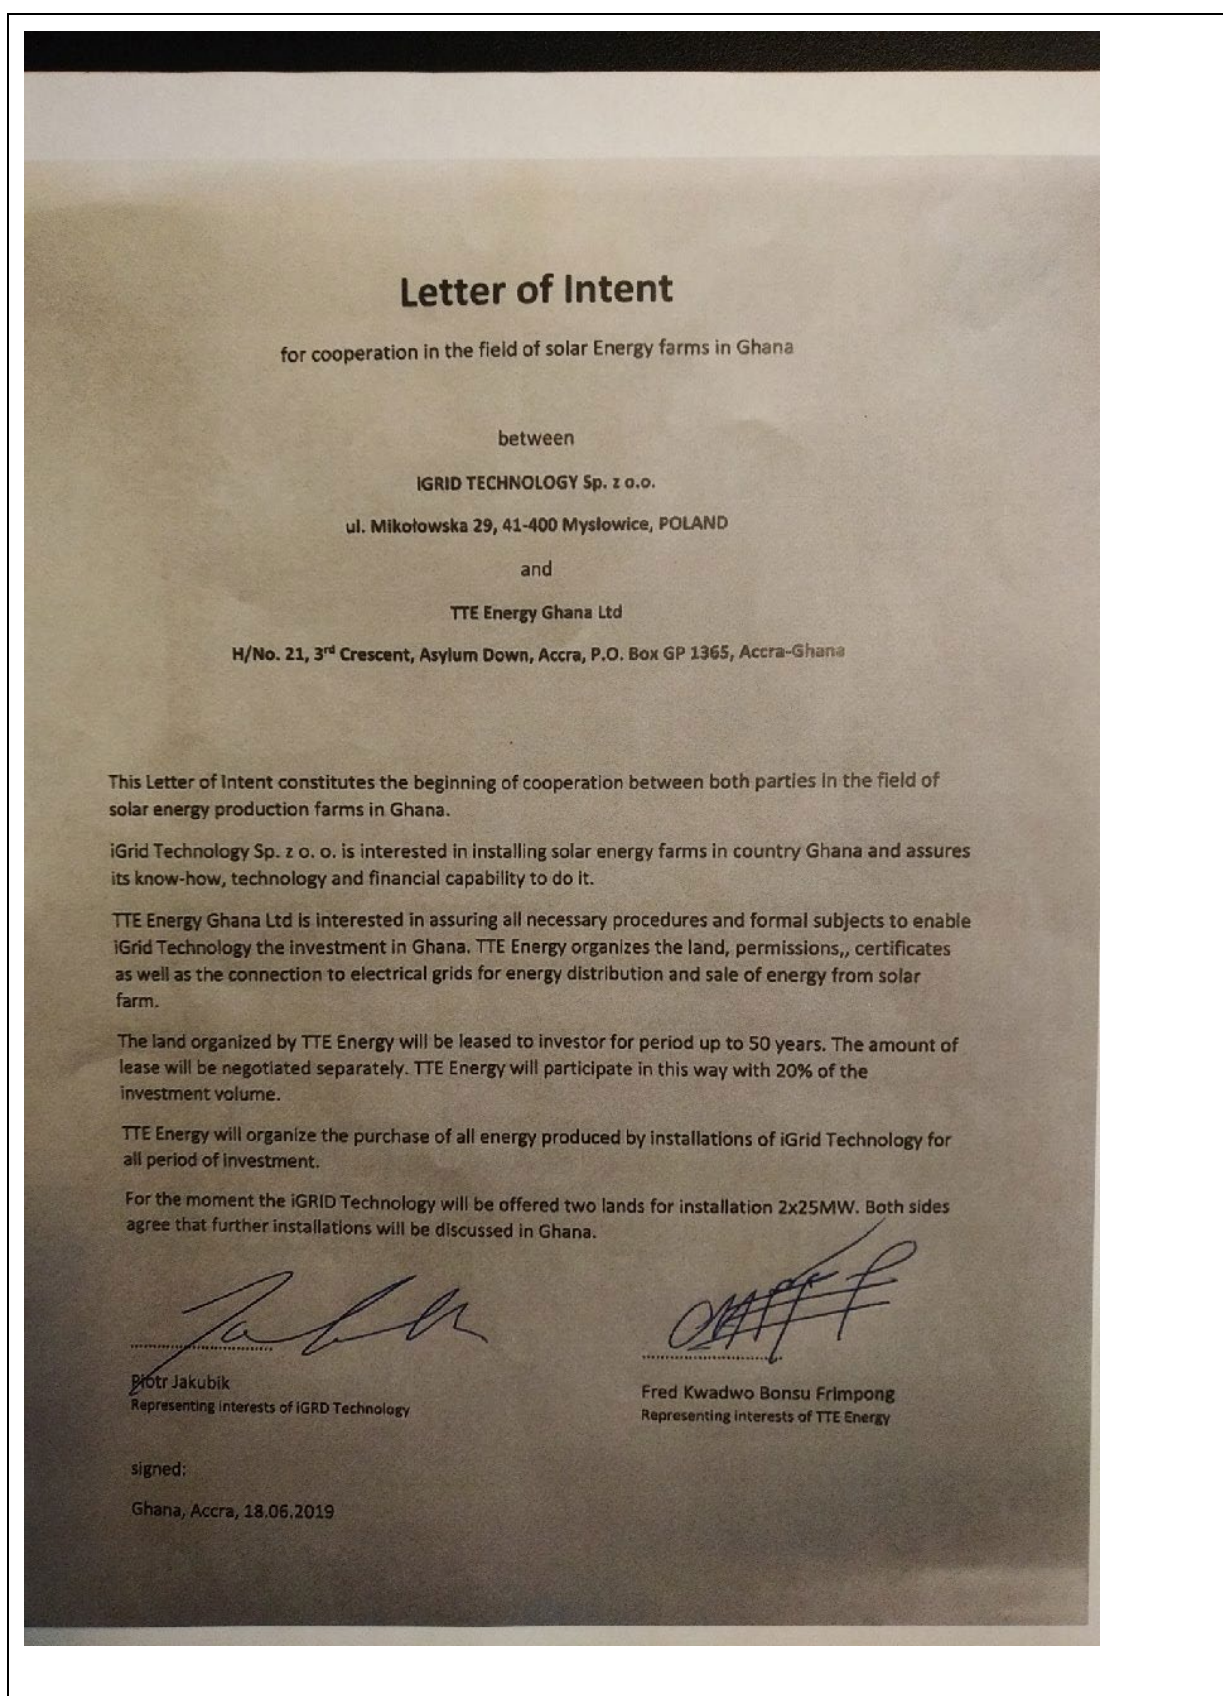 Letter of Intent
for cooperation in the field of solar Energy farms in Ghana
between
IGRID TECHNOLOGY Sp. z o.o.
ul. Mikołowska 29, 41-400 Mysłowice, POLAND
and
TTE Energy Ghana Ltd
H/No. 21, 3rd Crescent, Asylum Down, Accra, P.O. Box GP 1365, Accra-Ghana
This Letter of Intent constitutes the beginning of cooperation between both parties in the field of
solar energy production farms in Ghana.
iGrid Technology Sp. z o. o. is interested in installing solar energy farms in country Ghana and assures
its know-how, technology and financial capability to do it.
TTE Energy Ghana Ltd is interested in assuring all necessary procedures and formal subjects to enable
iGrid Technology the investment in Ghana. TTE Energy organizes the land, permissions,, certificates
as well as the connection to electrical grids for energy distribution and sale of energy from solar
farm.
The land organized by TTE Energy will be leased to investor for period up to 50 years. The amount of
lease will be negotiated separately. TTE Energy will participate in this way with 20% of the
investment volume.
TTE Energy will organize the purchase of all energy produced by installations of iGrid Technology for
all period of investment.
For the moment the iGRID Technology will be offered two lands for installation 2x25MW. Both sides
agree that further installations will be discussed in Ghana.
Piotr Jakubik
Representing interests of iGRD Technology
Fred Kwadwo Bonsu Frimpong
Representing interests of TTE Energy
signed:
Ghana, Accra, 18.06.2019